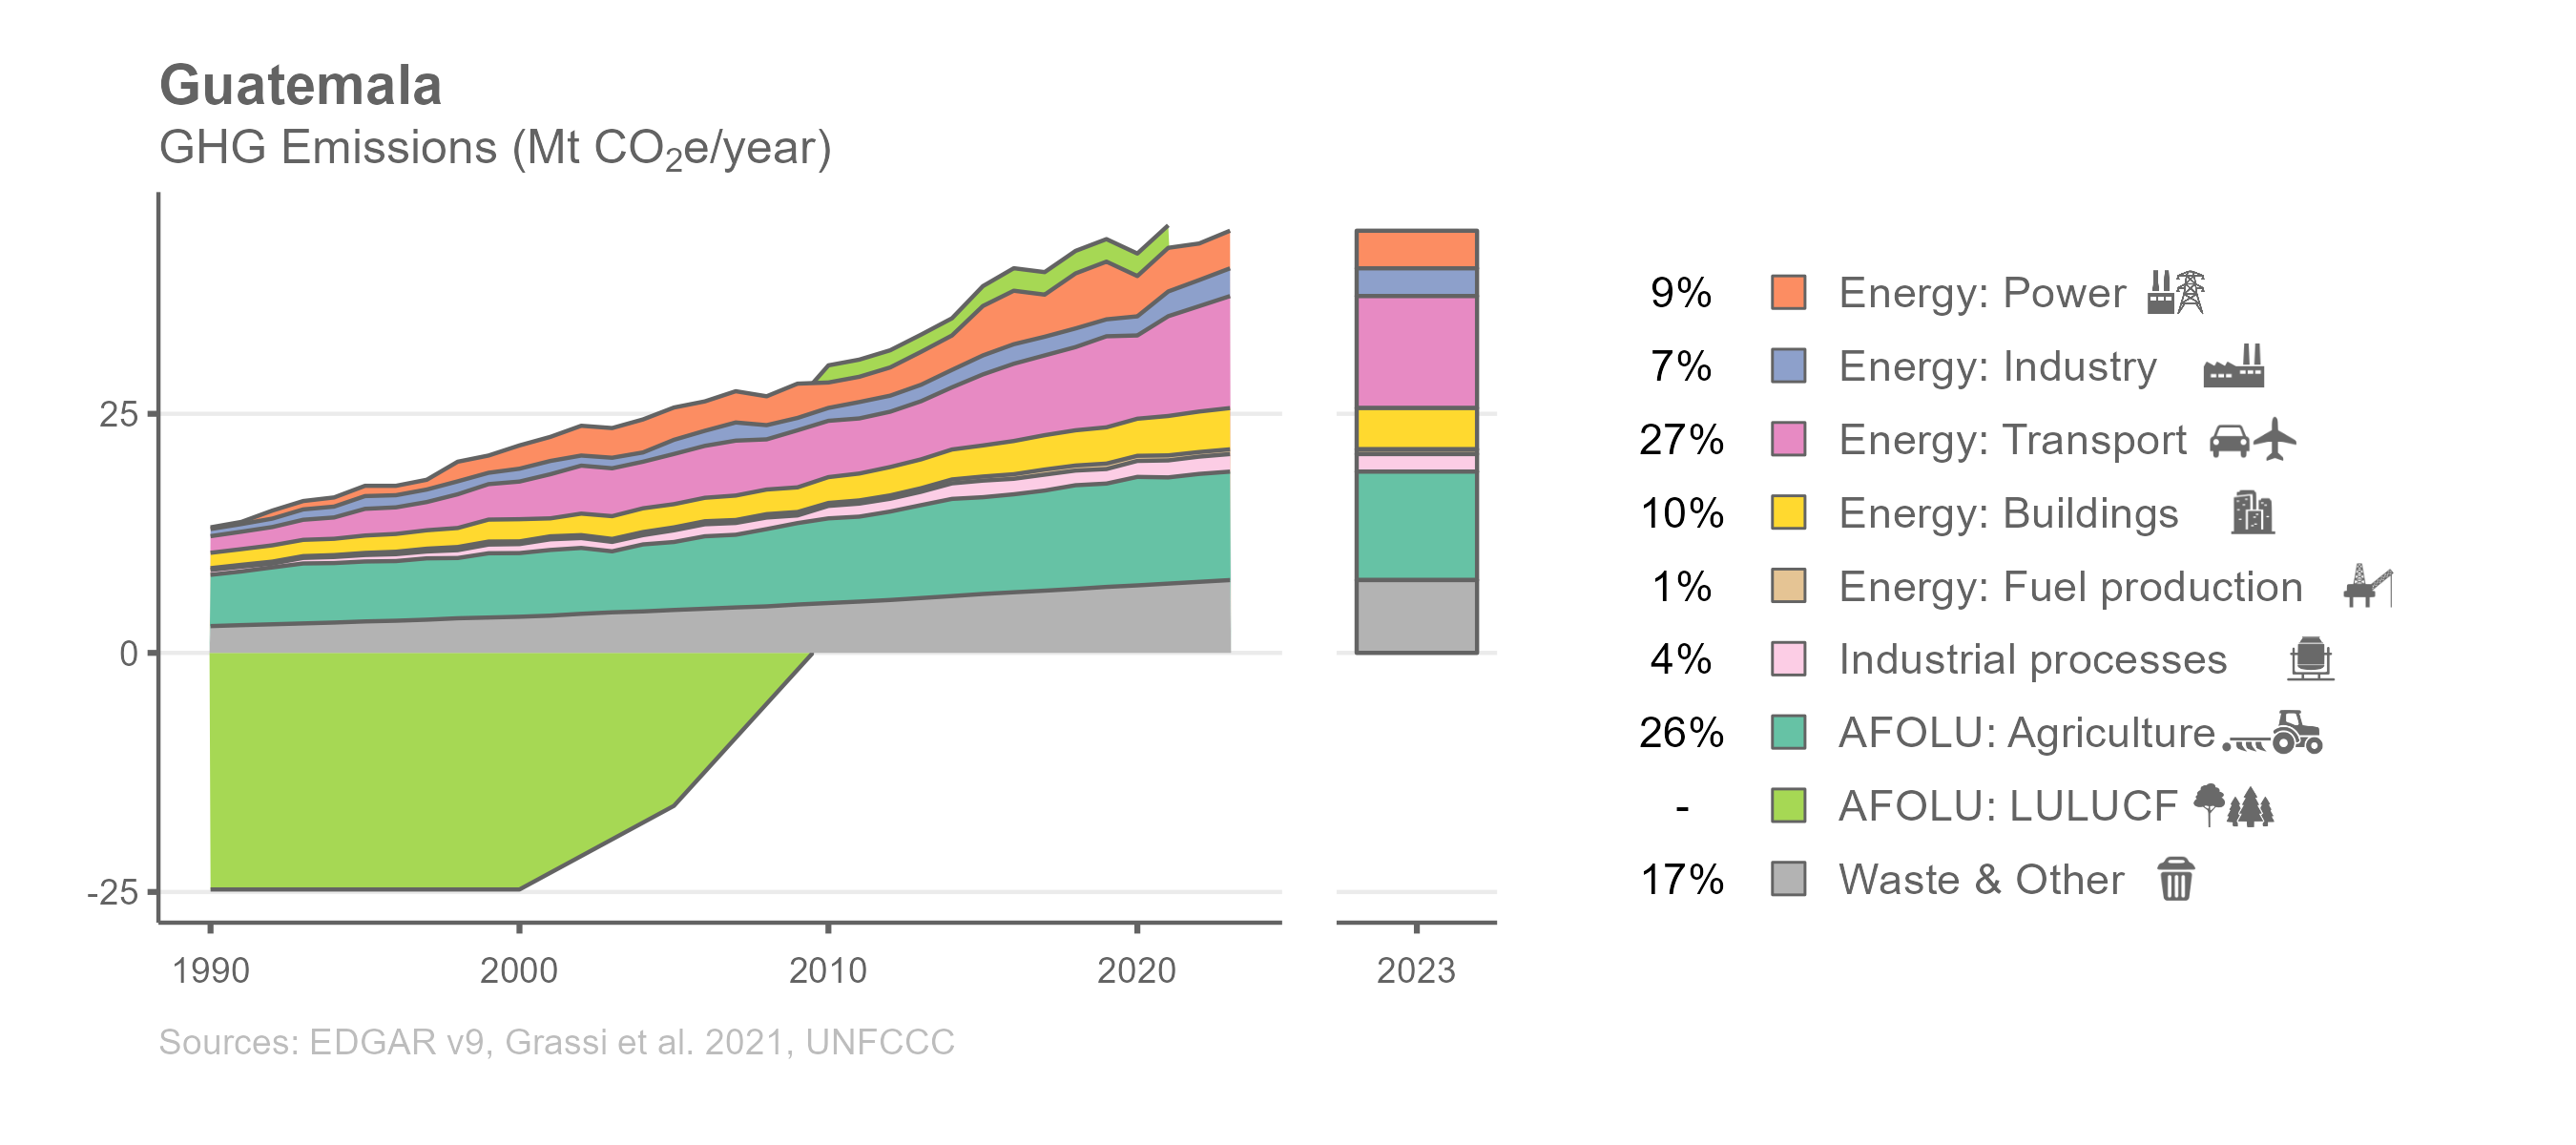 Guatemala
GHG Emissions (Mt CO₂e/year)
25
0
-25
1990 2000 2010 2020 2023
9% Energy: Power
7% Energy: Industry
27% Energy: Transport
10% Energy: Buildings
1% Energy: Fuel production
4% Industrial processes
26% AFOLU: Agriculture
- AFOLU: LULUCF
17% Waste & Other
Sources: EDGAR v9, Grassi et al. 2021, UNFCCC